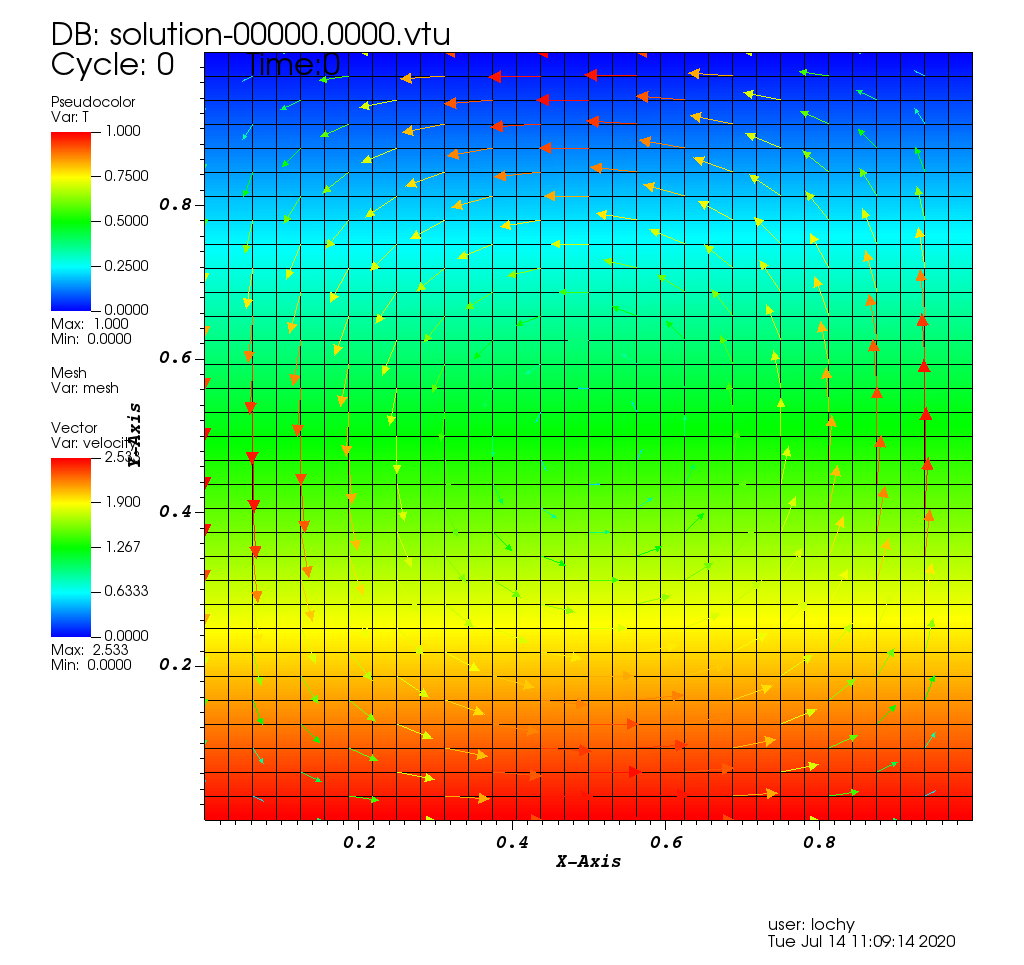 DB: solution-00000.0000.vtu
Cycle: 0 Time:0
Pseudocolor
Var: T
1.000
0.7500
0.5000
0.2500
0.0000
Max: 1.000
Min: 0.0000
Mesh
Var: mesh
Vector
Var: velocity
2.533
1.900
1.267
0.6333
0.0000
Max: 2.533
Min: 0.0000
Y-Axis
0.8
0.6
0.4
0.2
0.2 0.4 0.6 0.8
X-Axis
user: lochy
Tue Jul 14 11:09:14 2020